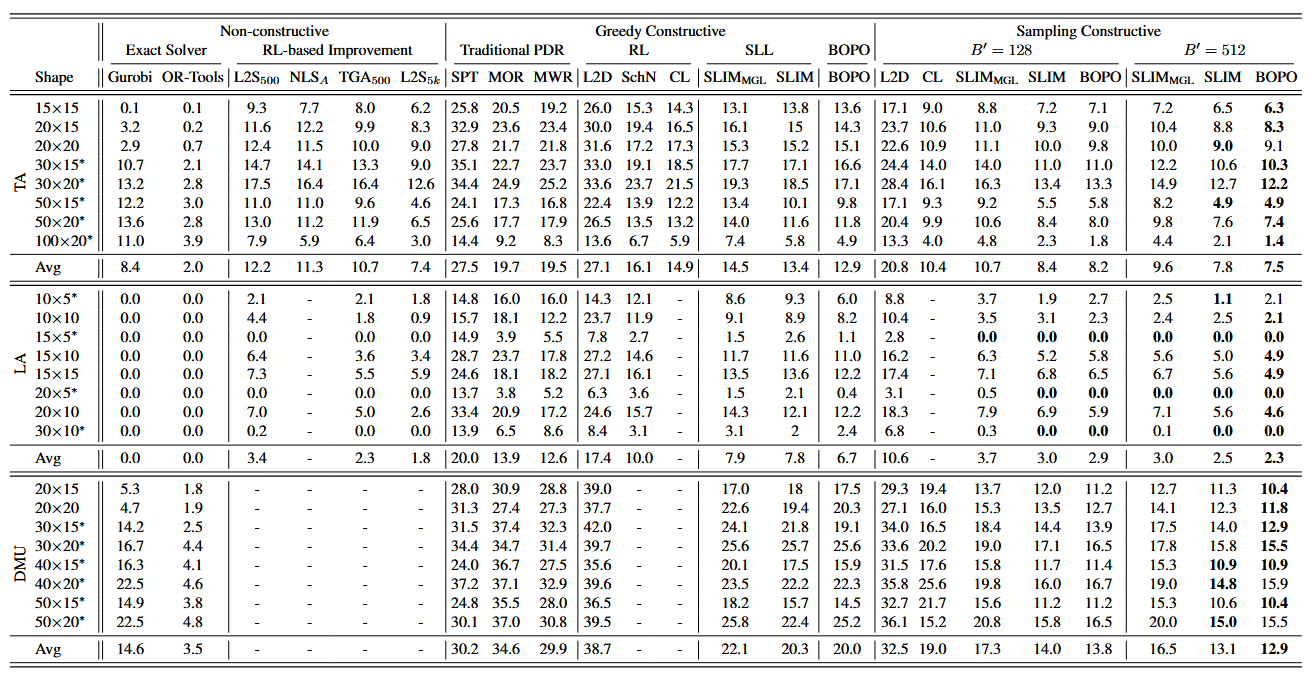 Non-constructive Greedy Constructive Sampling Constructive
Exact Solver RL-based Improvement Traditional PDR RL SLL BOPO B′ = 128 B′ = 512
Shape Gurobi OR-Tools L2S500 NLSA TGA500 L2S5k SPT MOR MWR L2D SchN CL SLIMMGL SLIM BOPO L2D CL SLIMMGL SLIM BOPO SLIMMGL SLIM BOPO
TA
15×15 0.1 0.1 9.3 7.7 8.0 6.2 25.8 20.5 19.2 26.0 15.3 14.3 13.1 13.8 13.6 17.1 9.0 8.8 7.2 7.1 7.2 6.5 6.3
20×15 3.2 0.2 11.6 12.2 9.9 8.3 32.9 23.6 23.4 30.0 19.4 16.5 16.1 15 14.3 23.7 10.6 11.0 9.3 9.0 10.4 8.8 8.3
20×20 2.9 0.7 12.4 11.5 10.0 9.0 27.8 21.7 21.8 31.6 17.2 17.3 15.3 15.2 15.1 22.6 10.9 11.1 10.0 9.8 10.0 9.0 9.1
30×15* 10.7 2.1 14.7 14.1 13.3 9.0 35.1 22.7 23.7 33.0 19.1 18.5 17.7 17.1 16.6 24.4 14.0 14.0 11.0 11.0 12.2 10.6 10.3
30×20* 13.2 2.8 17.5 16.4 16.4 12.6 34.4 24.9 25.2 33.6 23.7 21.5 19.3 18.5 17.1 28.4 16.1 16.3 13.4 13.3 14.9 12.7 12.2
50×15* 12.2 3.0 11.0 11.0 9.6 4.6 24.1 17.3 16.8 22.4 13.9 12.2 13.4 10.1 9.8 17.1 9.3 9.2 5.5 5.8 8.2 4.9 4.9
50×20* 13.6 2.8 13.0 11.2 11.9 6.5 25.6 17.7 17.9 26.5 13.5 13.2 14.0 11.6 11.8 20.4 9.9 10.6 8.4 8.0 9.8 7.6 7.4
100×20* 11.0 3.9 7.9 5.9 6.4 3.0 14.4 9.2 8.3 13.6 6.7 5.9 7.4 5.8 4.9 13.3 4.0 4.8 2.3 1.8 4.4 2.1 1.4
Avg 8.4 2.0 12.2 11.3 10.7 7.4 27.5 19.7 19.5 27.1 16.1 14.9 14.5 13.4 12.9 20.8 10.4 10.7 8.4 8.2 9.6 7.8 7.5
LA
10×5* 0.0 0.0 2.1 - 2.1 1.8 14.8 16.0 16.0 14.3 12.1 - 8.6 9.3 6.0 8.8 - 3.7 1.9 2.7 2.5 1.1 2.1
10×10 0.0 0.0 4.4 - 1.8 0.9 15.7 18.1 12.2 23.7 11.9 - 9.1 8.9 8.2 10.4 - 3.5 3.1 2.3 2.4 2.5 2.1
15×5* 0.0 0.0 0.0 - 0.0 0.0 14.9 3.9 5.5 7.8 2.7 - 1.5 2.6 1.1 2.8 - 0.0 0.0 0.0 0.0 0.0 0.0
15×10 0.0 0.0 6.4 - 3.6 3.4 28.7 23.7 17.8 27.2 14.6 - 11.7 11.6 11.0 16.2 - 6.3 5.2 5.8 5.6 5.0 4.9
15×15 0.0 0.0 7.3 - 5.5 5.9 24.6 18.1 18.2 27.1 16.1 - 13.5 13.6 12.2 17.4 - 7.1 6.8 6.5 6.7 5.6 4.9
20×5* 0.0 0.0 0.0 - 0.0 0.0 13.7 3.8 5.2 6.3 3.6 - 1.5 2.1 0.4 3.1 - 0.5 0.0 0.0 0.0 0.0 0.0
20×10 0.0 0.0 7.0 - 5.0 2.6 33.4 20.9 17.2 24.6 15.7 - 14.3 12.1 12.2 18.3 - 7.9 6.9 5.9 7.1 5.6 4.6
30×10* 0.0 0.0 0.2 - 0.0 0.0 13.9 6.5 8.6 8.4 3.1 - 3.1 2 2.4 6.8 - 0.3 0.0 0.0 0.1 0.0 0.0
Avg 0.0 0.0 3.4 - 2.3 1.8 20.0 13.9 12.6 17.4 10.0 - 7.9 7.8 6.7 10.6 - 3.7 3.0 2.9 3.0 2.5 2.3
DMU
20×15 5.3 1.8 - - - - 28.0 30.9 28.8 39.0 - - 17.0 18 17.5 29.3 19.4 13.7 12.0 11.2 12.7 11.3 10.4
20×20 4.7 1.9 - - - - 31.3 27.4 27.3 37.7 - - 22.6 19.4 20.3 27.1 16.0 15.3 13.5 12.7 14.1 12.3 11.8
30×15* 14.2 2.5 - - - - 31.5 37.4 32.3 42.0 - - 24.1 21.8 19.1 34.0 16.5 18.4 14.4 13.9 17.5 14.0 12.9
30×20* 16.7 4.4 - - - - 34.4 34.7 31.4 39.7 - - 25.6 25.7 25.6 33.6 20.2 19.0 17.1 16.5 17.8 15.8 15.5
40×15* 16.3 4.1 - - - - 24.0 36.7 27.5 35.6 - - 20.1 17.5 15.9 31.5 17.6 15.8 11.7 11.4 15.3 10.9 10.9
40×20* 22.5 4.6 - - - - 37.2 37.1 32.9 39.6 - - 23.5 22.2 22.3 35.8 25.6 19.8 16.0 16.7 19.0 14.8 15.9
50×15* 14.9 3.8 - - - - 24.8 35.5 28.0 36.5 - - 18.2 15.7 14.5 32.7 21.7 15.6 11.2 11.2 15.3 10.6 10.4
50×20* 22.5 4.8 - - - - 30.1 37.0 30.8 39.5 - - 25.8 22.4 25.2 36.1 15.2 20.8 15.8 16.5 20.0 15.0 15.5
Avg 14.6 3.5 - - - - 30.2 34.6 29.9 38.7 - - 22.1 20.3 20.0 32.5 19.0 17.3 14.0 13.8 16.5 13.1 12.9